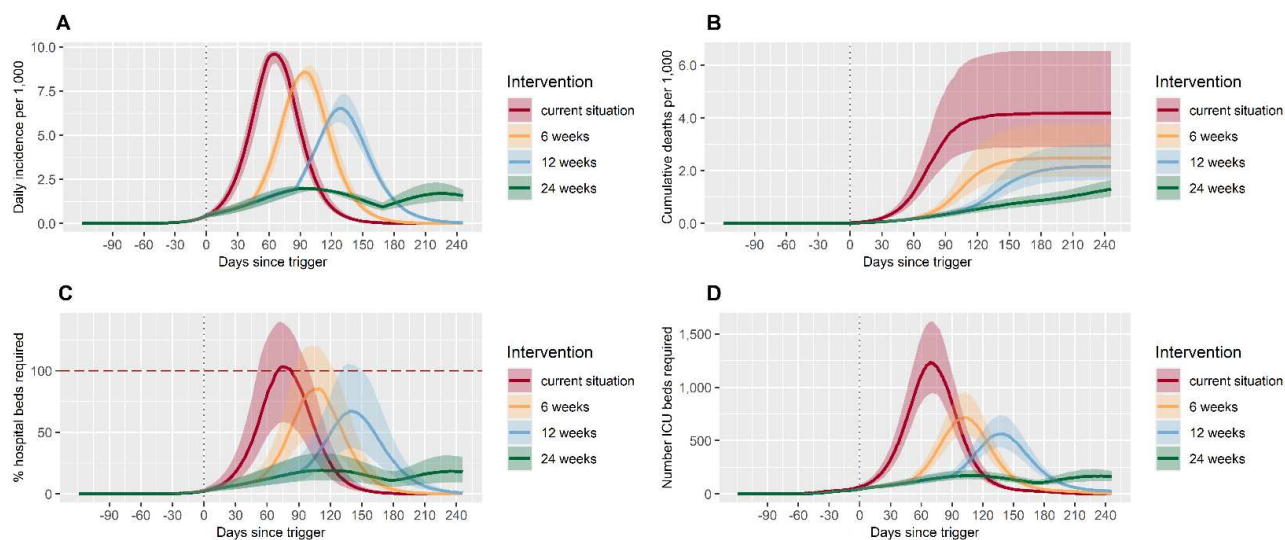 A
Daily incidence per 1,000
10.0
7.5
5.0
2.5
0.0
-90 -60 -30 0 30 60 90 120 150 180 210 240
Days since trigger
Intervention
current situation
6 weeks
12 weeks
24 weeks
B
Cumulative deaths per 1,000
6.0
4.0
2.0
0.0
-90 -60 -30 0 30 60 90 120 150 180 210 240
Days since trigger
Intervention
current situation
6 weeks
12 weeks
24 weeks
C
% hospital beds required
100
50
0
-90 -60 -30 0 30 60 90 120 150 180 210 240
Days since trigger
Intervention
current situation
6 weeks
12 weeks
24 weeks
D
Number ICU beds required
1,500
1,000
500
0
-90 -60 -30 0 30 60 90 120 150 180 210 240
Days since trigger
Intervention
current situation
6 weeks
12 weeks
24 weeks